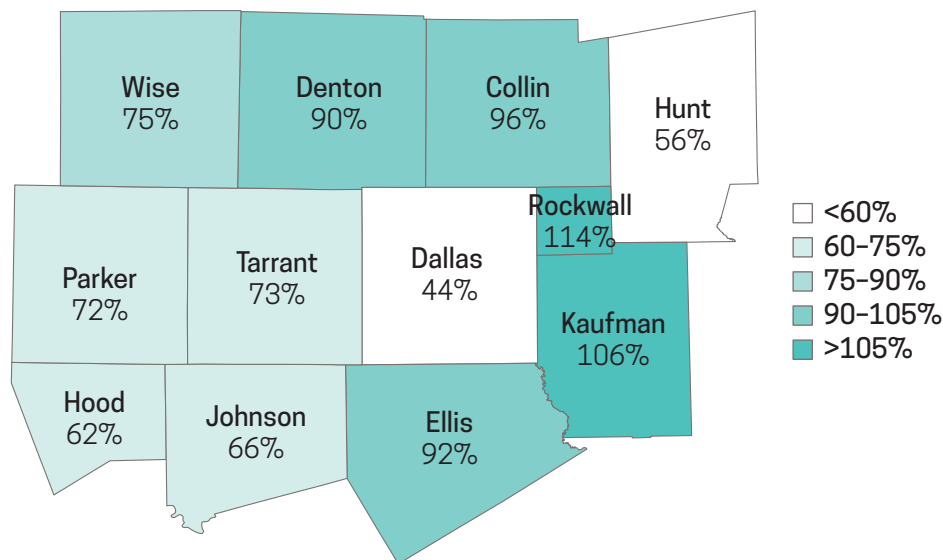 Wise
75%
Denton
90%
Collin
96%
Hunt
56%
Rockwall
114%
Parker
72%
Tarrant
73%
Dallas
44%
Kaufman
106%
Hood
62%
Johnson
66%
Ellis
92%
<60%
60–75%
75–90%
90–105%
>105%